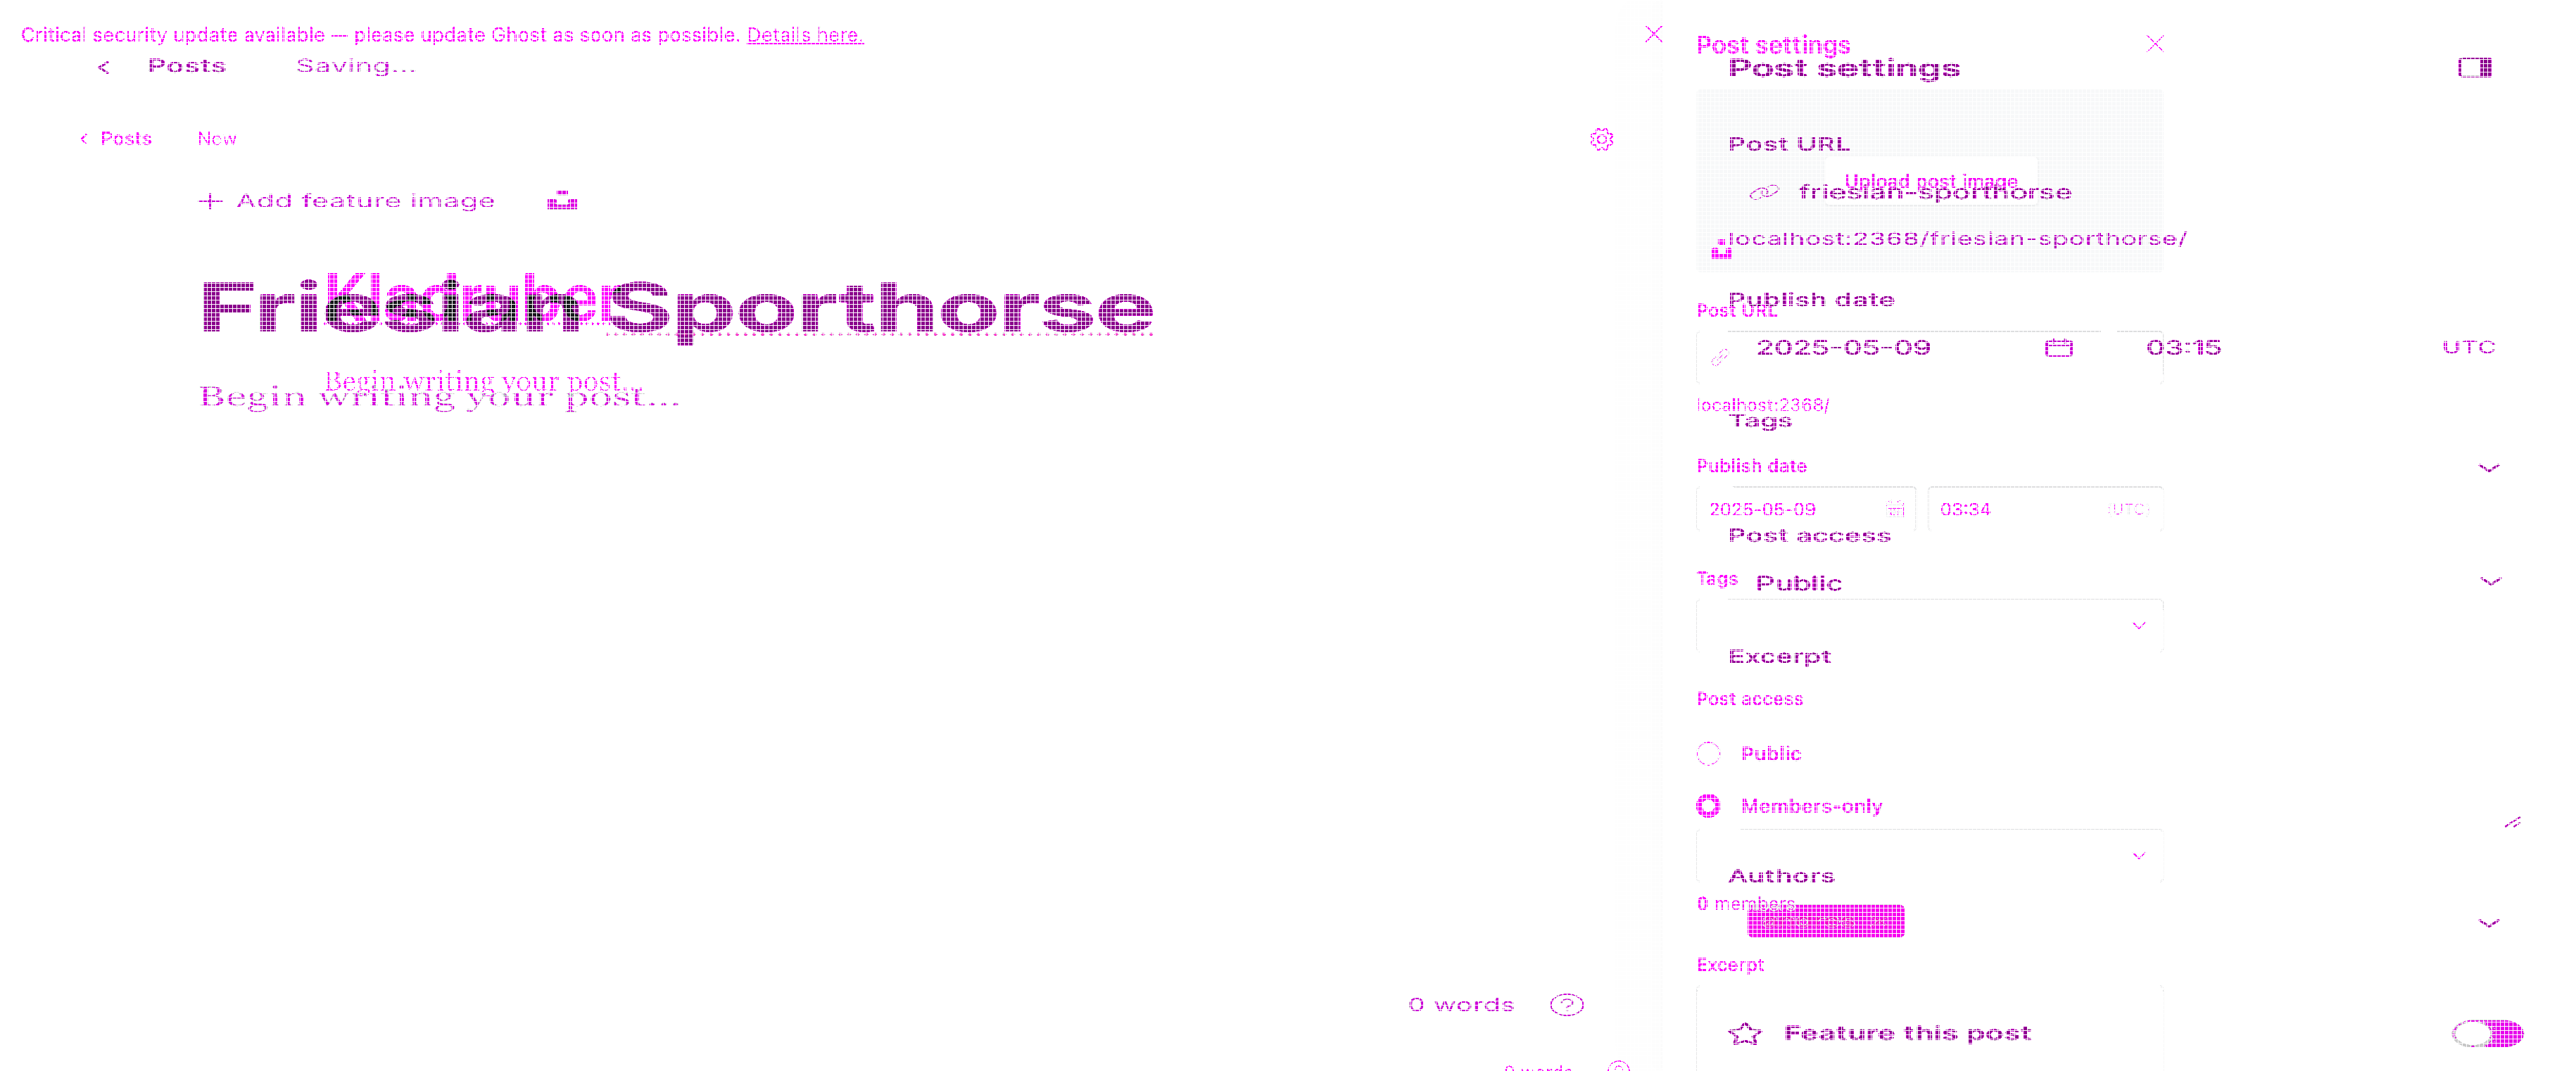 Critical security update available — please update Ghost as soon as possible. Details here.
Posts Saving...
Posts New
+ Add feature image
Kladruber
Friesian Sporthorse
Begin writing your post...
Begin writing your post...
0 words
0 words
Post settings
Post settings
Post URL
Upload post image
friesian-sporthorse
localhost:2368/friesian-sporthorse/
Publish date
Post URL
2025-05-09 03:15 UTC
localhost:2368/
Tags
Publish date
2025-05-09 03:34 (UTC)
Post access
Tags
Public
Excerpt
Post access
Public
Members-only
Authors
0 members
Excerpt
Feature this post